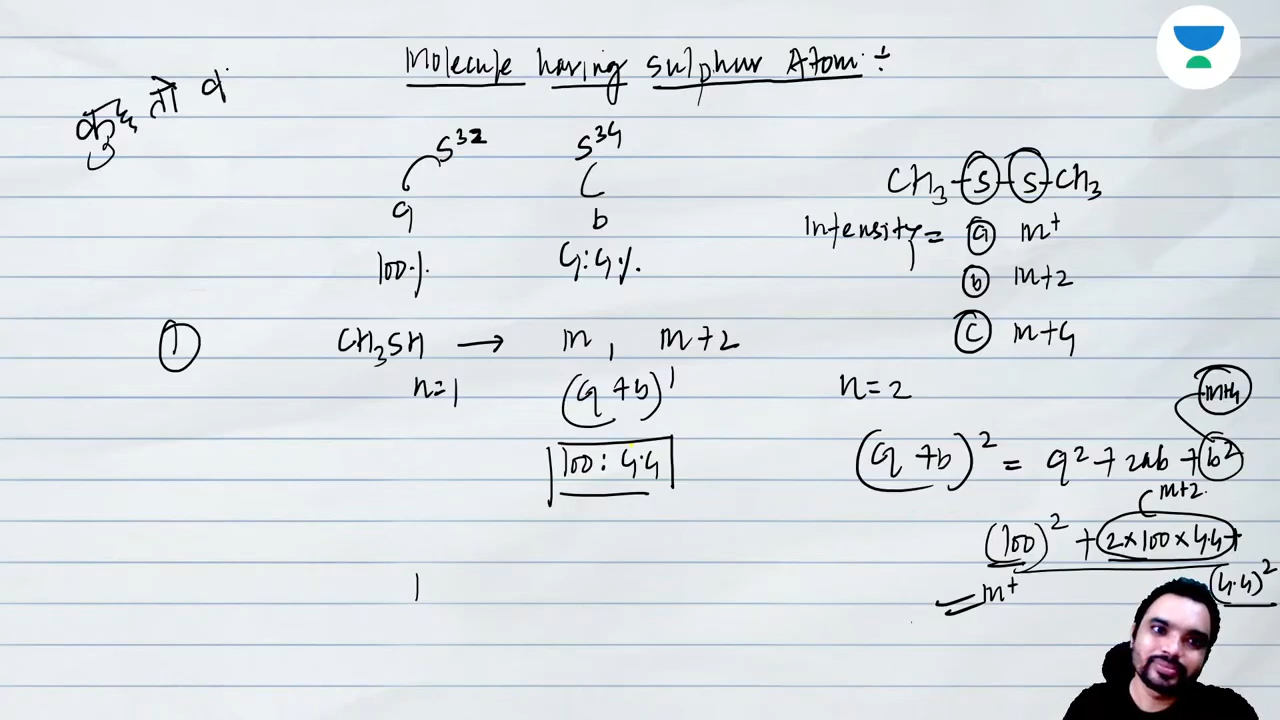 Molecule having sulphur Atom ÷
तो
S³² S³⁴
a b
100% 4.4%
① CH₃SH → m, m+2
n=1 (a+b)¹
100 : 4.4
CH₃-S-S-CH₃
Intensity = a m⁺
b m+2
c m+4
n=2
m+4
(a+b)² = a² + 2ab + b²
m+2
(100)² + 2×100×4.4 +
(4.4)²
m⁺